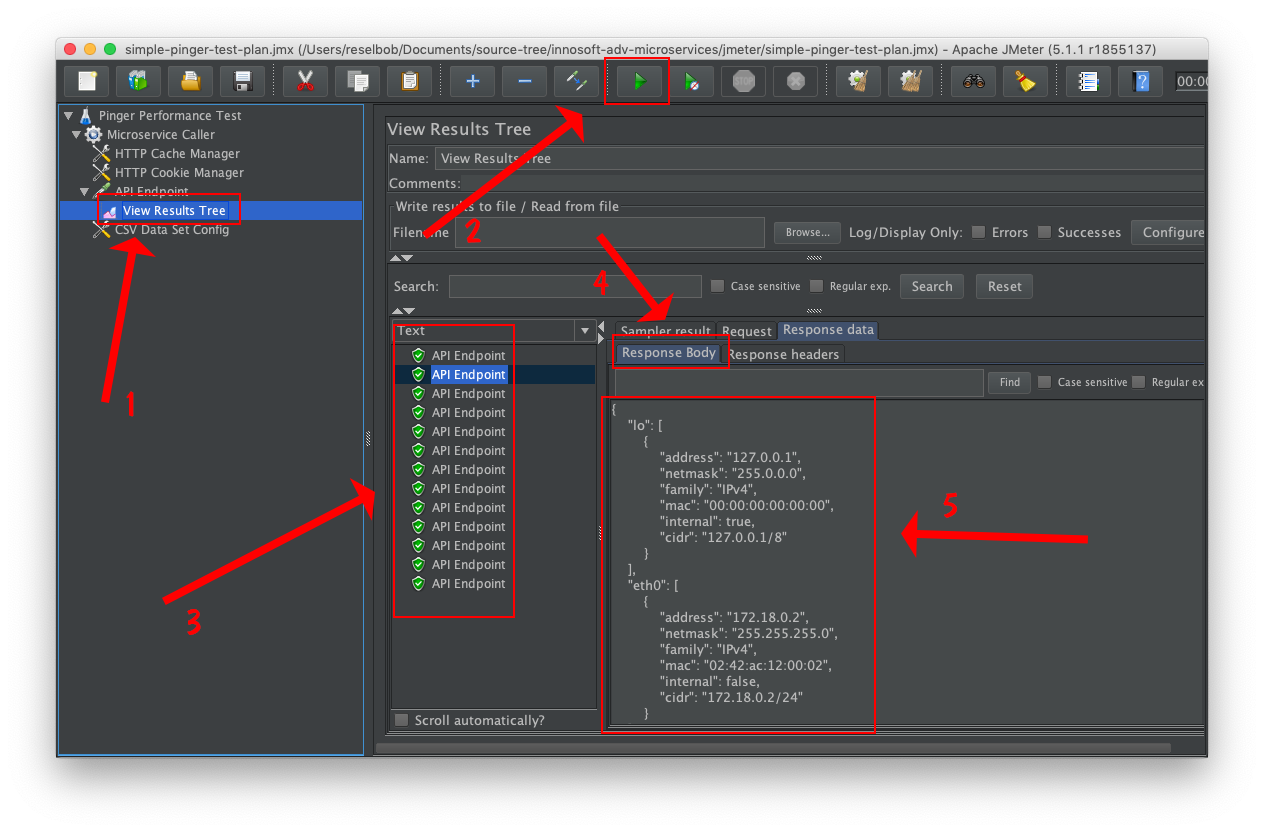 simple-pinger-test-plan.jmx (/Users/reselbob/Documents/source-tree/innosoft-adv-microservices/jmeter/simple-pinger-test-plan.jmx) - Apache JMeter (5.1.1 r1855137)
STOP
00:00
Pinger Performance Test
Microservice Caller
HTTP Cache Manager
HTTP Cookie Manager
API Endpoint
View Results Tree
CSV Data Set Config
1
2
3
4
5
View Results Tree
Name: View Results Tree
Comments:
Write results to file / Read from file
Filename Browse... Log/Display Only: Errors Successes Configure
Search: Case sensitive Regular exp. Search Reset
Text
API Endpoint
API Endpoint
API Endpoint
API Endpoint
API Endpoint
API Endpoint
API Endpoint
API Endpoint
API Endpoint
API Endpoint
API Endpoint
API Endpoint
API Endpoint
Scroll automatically?
Sampler result Request Response data
Response Body Response headers
Find Case sensitive Regular ex
{
"lo": [
{
"address": "127.0.0.1",
"netmask": "255.0.0.0",
"family": "IPv4",
"mac": "00:00:00:00:00:00",
"internal": true,
"cidr": "127.0.0.1/8"
}
],
"eth0": [
{
"address": "172.18.0.2",
"netmask": "255.255.255.0",
"family": "IPv4",
"mac": "02:42:ac:12:00:02",
"internal": false,
"cidr": "172.18.0.2/24"
}